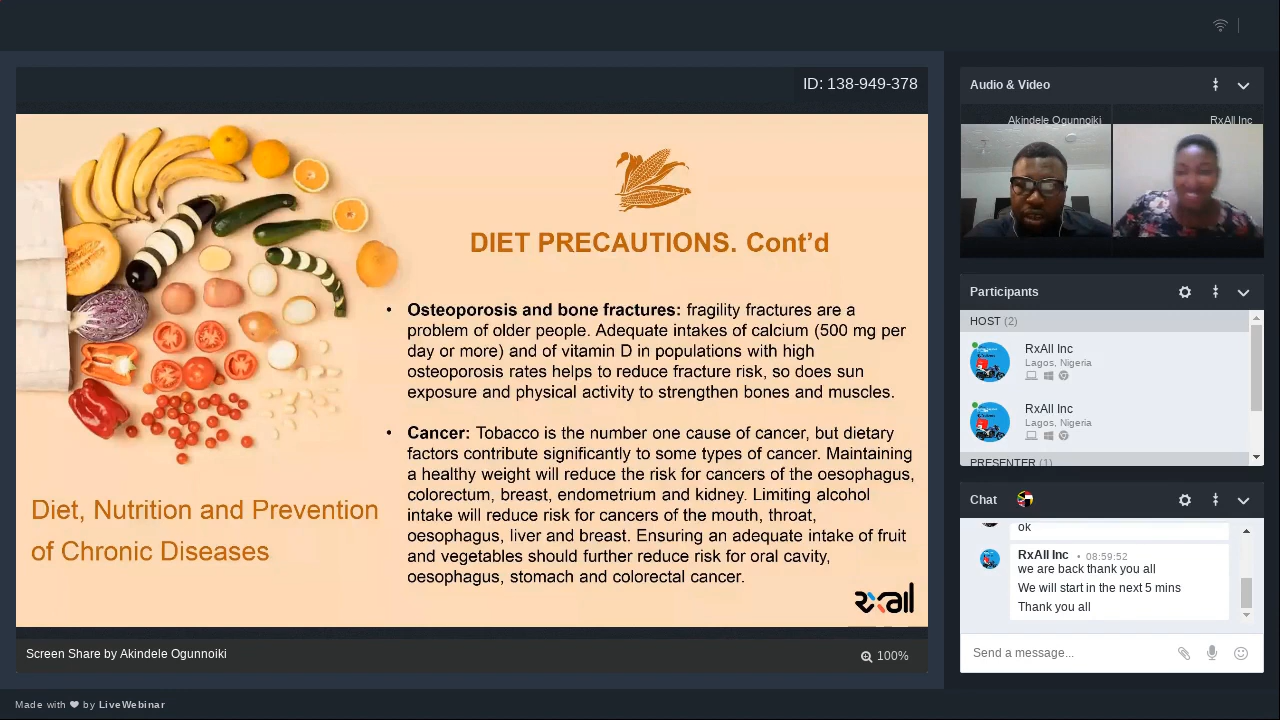 ID: 138-949-378
DIET PRECAUTIONS. Cont’d
• Osteoporosis and bone fractures: fragility fractures are a
problem of older people. Adequate intakes of calcium (500 mg per
day or more) and of vitamin D in populations with high
osteoporosis rates helps to reduce fracture risk, so does sun
exposure and physical activity to strengthen bones and muscles.
• Cancer: Tobacco is the number one cause of cancer, but dietary
factors contribute significantly to some types of cancer. Maintaining
a healthy weight will reduce the risk for cancers of the oesophagus,
colorectum, breast, endometrium and kidney. Limiting alcohol
intake will reduce risk for cancers of the mouth, throat,
oesophagus, liver and breast. Ensuring an adequate intake of fruit
and vegetables should further reduce risk for oral cavity,
oesophagus, stomach and colorectal cancer.
Diet, Nutrition and Prevention
of Chronic Diseases
rxall
Screen Share by Akindele Ogunnoiki
100%
Audio & Video
Akindele Ogunnoiki
RxAll Inc
Participants
HOST (2)
RxAll Inc
Lagos, Nigeria
RxAll Inc
Lagos, Nigeria
PRESENTER (1)
Chat
ok
RxAll Inc • 08:59:52
we are back thank you all
We will start in the next 5 mins
Thank you all
Send a message...
Made with ❤ by LiveWebinar